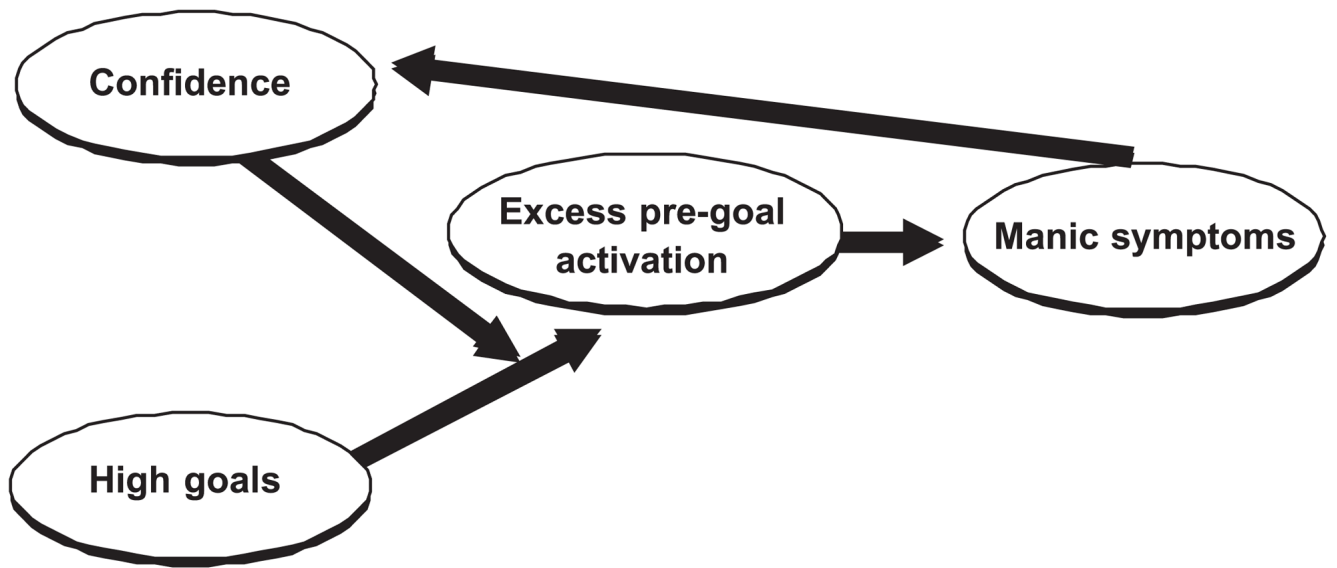 Confidence
Excess pre-goal
activation
Manic symptoms
High goals